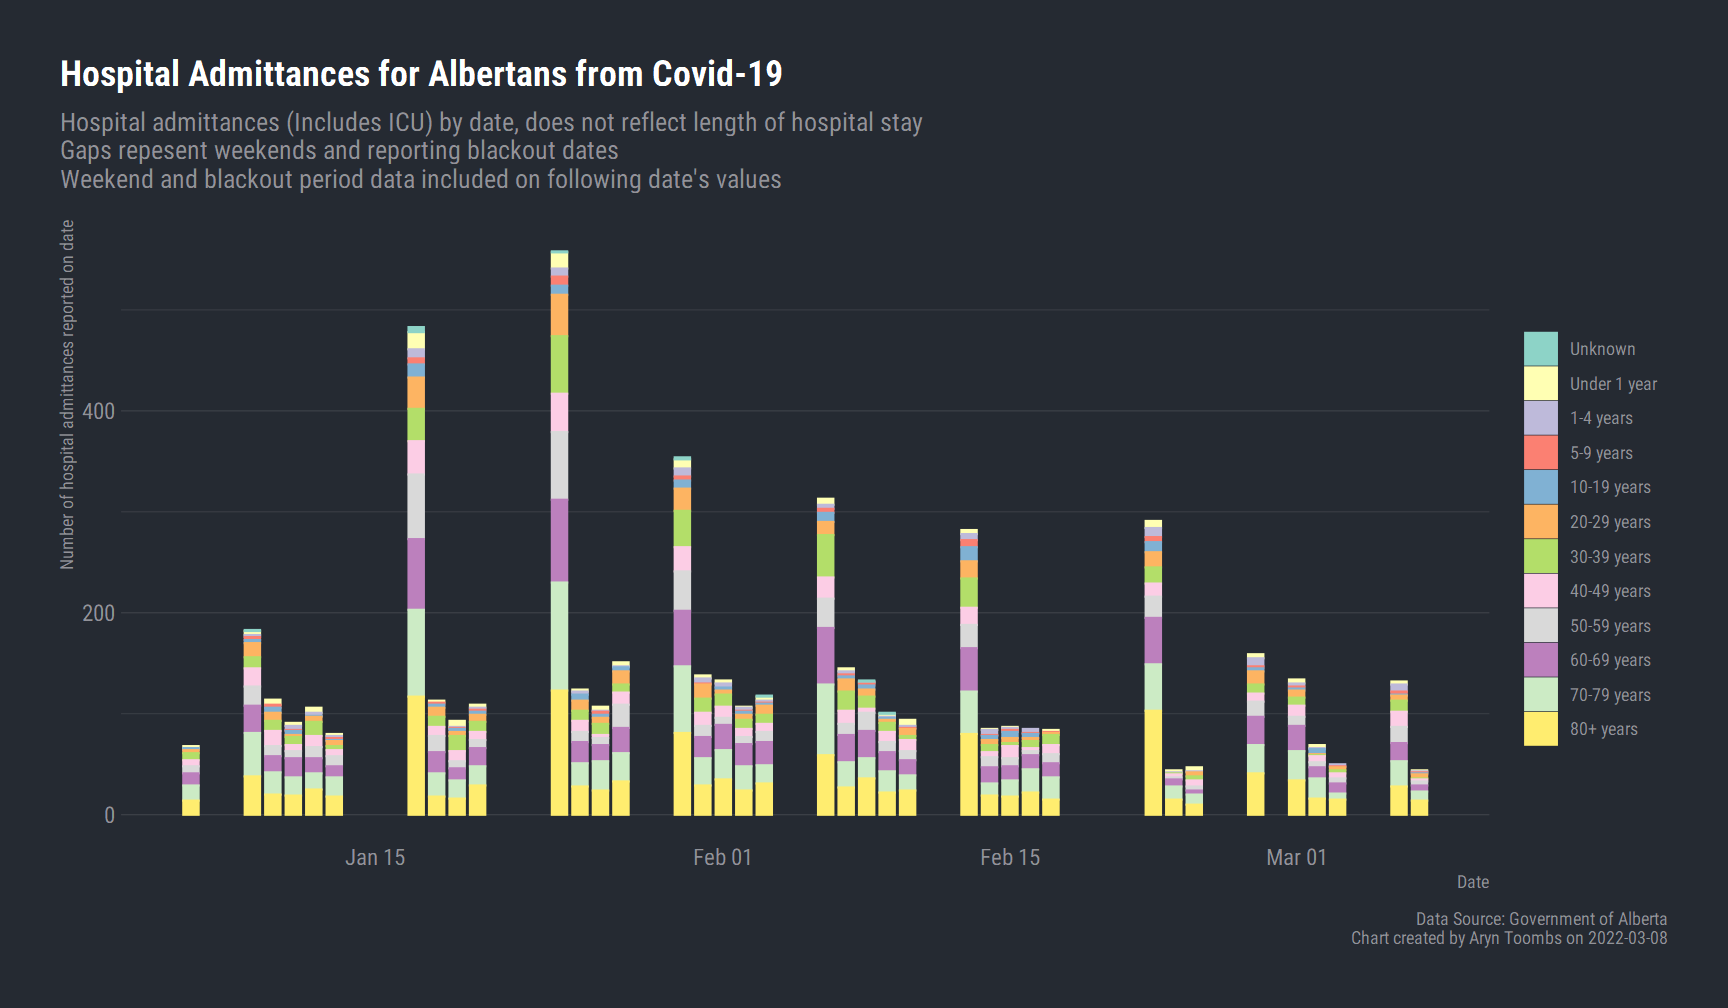 Hospital Admittances for Albertans from Covid-19
Hospital admittances (Includes ICU) by date, does not reflect length of hospital stay
Gaps repesent weekends and reporting blackout dates
Weekend and blackout period data included on following date's values
Number of hospital admittances reported on date
400
200
0
Jan 15
Feb 01
Feb 15
Mar 01
Date
Unknown
Under 1 year
1-4 years
5-9 years
10-19 years
20-29 years
30-39 years
40-49 years
50-59 years
60-69 years
70-79 years
80+ years
Data Source: Government of Alberta
Chart created by Aryn Toombs on 2022-03-08